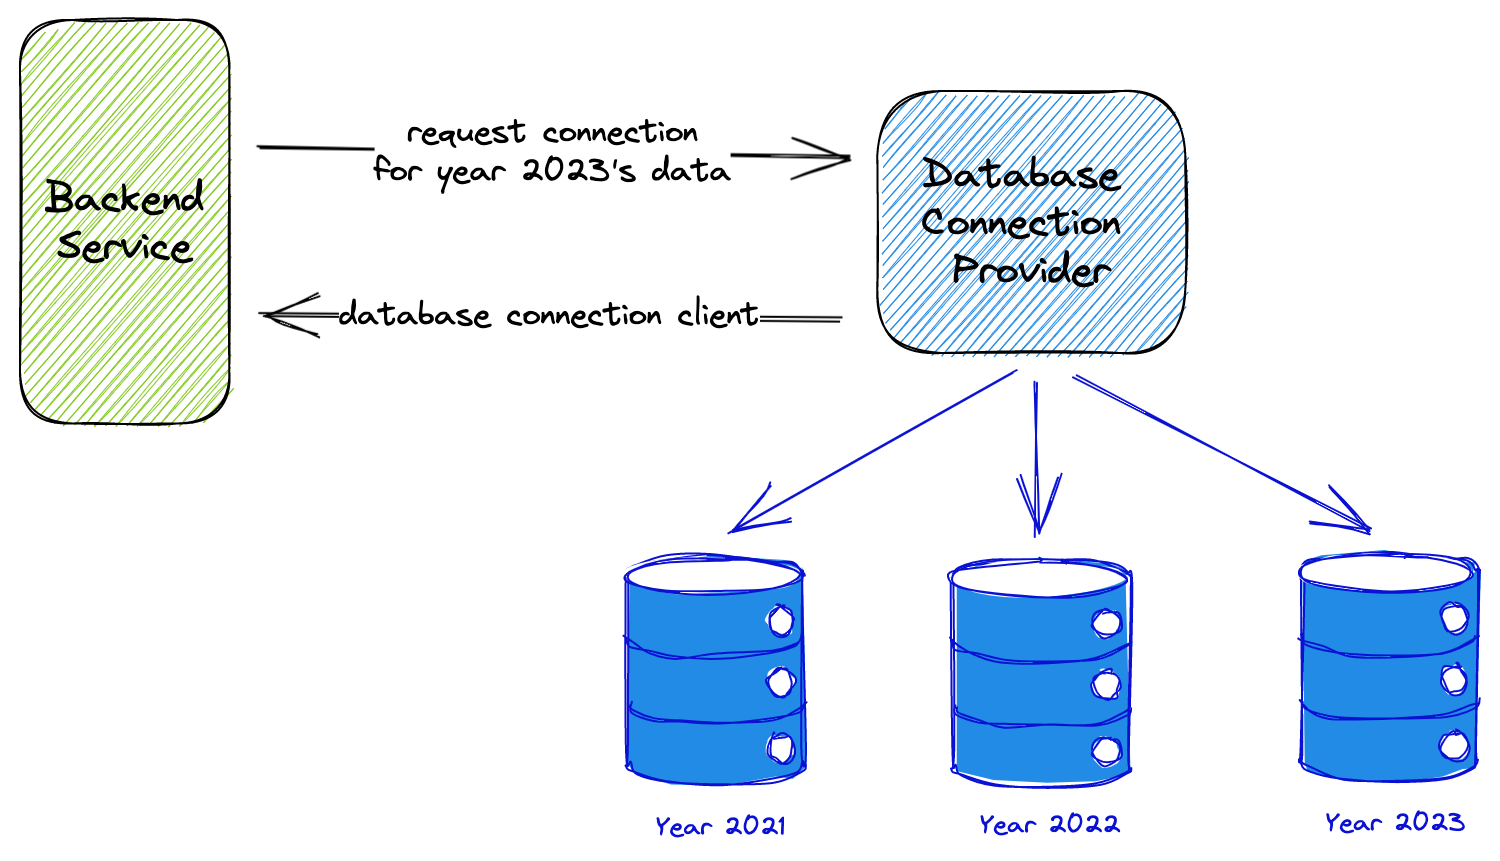 Backend
Service
request connection
for year 2023's data
database connection client
Database
Connection
Provider
Year 2021
Year 2022
Year 2023